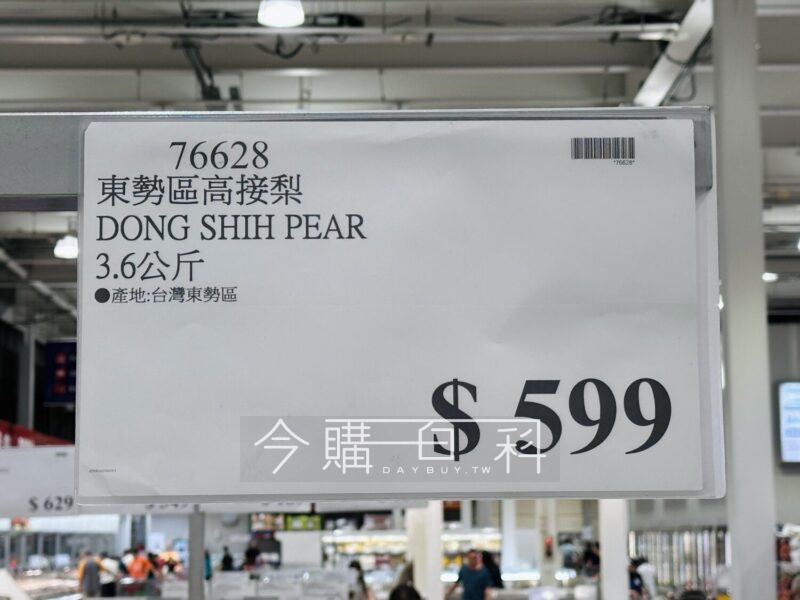 76628
*76628*
東勢區高接梨
DONG SHIH PEAR
3.6公斤
●產地:台灣東勢區
$ 599
今購百科
DAYBUY.TW
$ 629